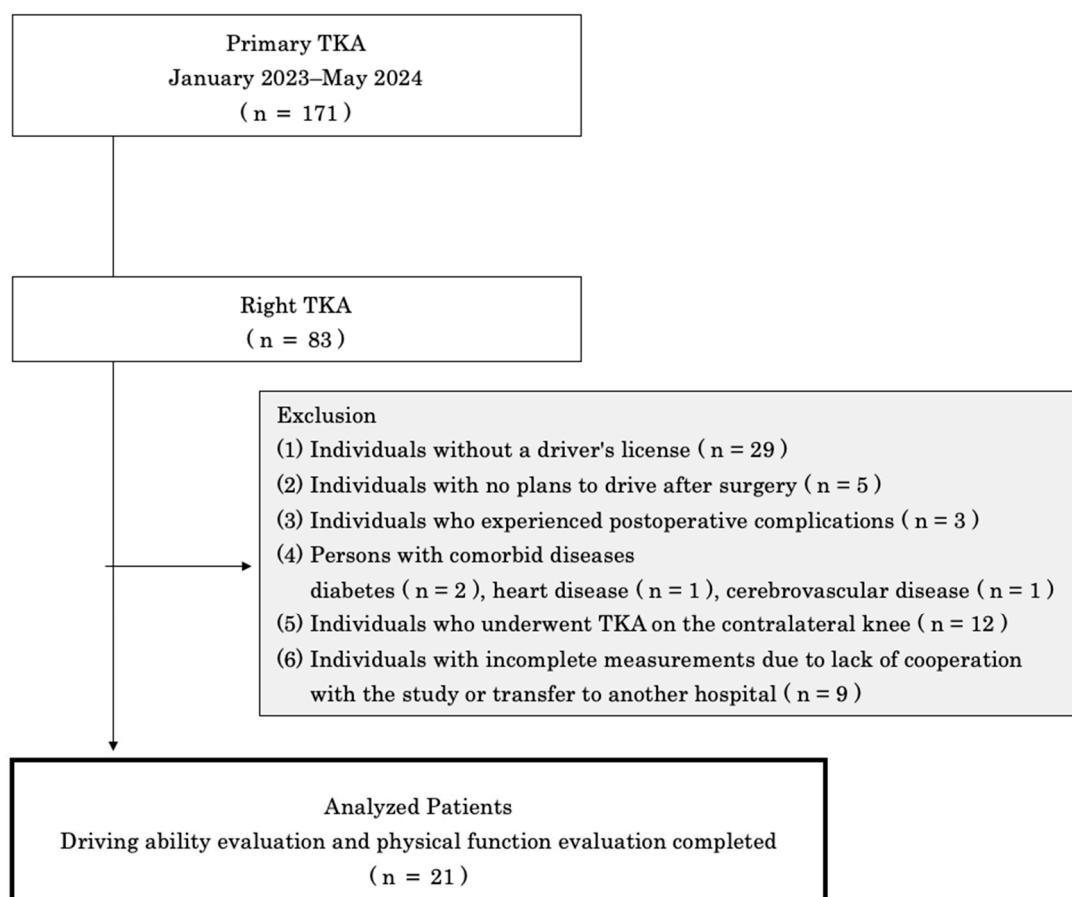 Primary TKA
January 2023–May 2024
( n = 171 )
Right TKA
( n = 83 )
Exclusion
(1) Individuals without a driver's license ( n = 29 )
(2) Individuals with no plans to drive after surgery ( n = 5 )
(3) Individuals who experienced postoperative complications ( n = 3 )
(4) Persons with comorbid diseases
diabetes ( n = 2 ), heart disease ( n = 1 ), cerebrovascular disease ( n = 1 )
(5) Individuals who underwent TKA on the contralateral knee ( n = 12 )
(6) Individuals with incomplete measurements due to lack of cooperation
with the study or transfer to another hospital ( n = 9 )
Analyzed Patients
Driving ability evaluation and physical function evaluation completed
( n = 21 )